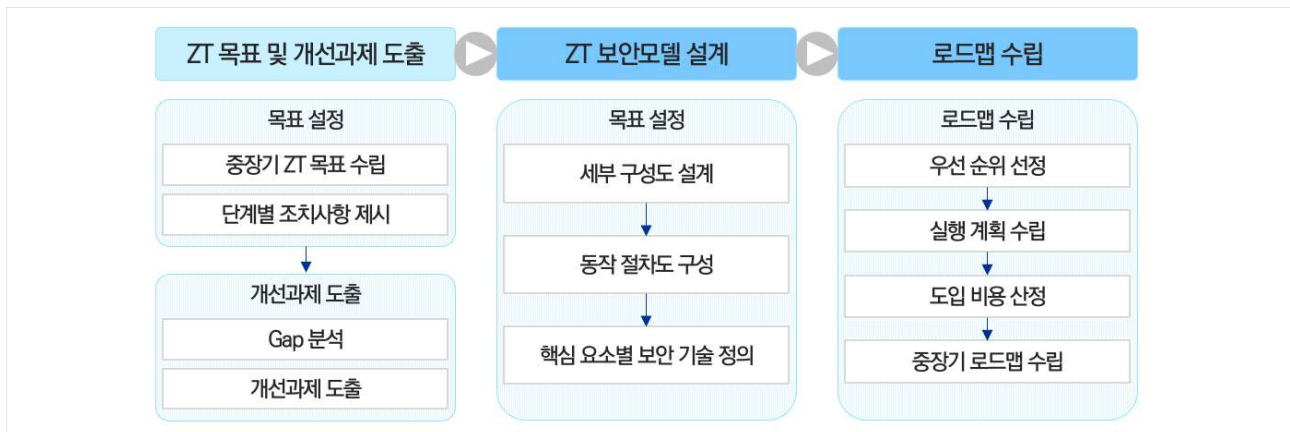 ZT 목표 및 개선과제 도출
ZT 보안모델 설계
로드맵 수립
목표 설정
중장기 ZT 목표 수립
단계별 조치사항 제시
개선과제 도출
Gap 분석
개선과제 도출
목표 설정
세부 구성도 설계
동작 절차도 구성
핵심 요소별 보안 기술 정의
로드맵 수립
우선 순위 선정
실행 계획 수립
도입 비용 산정
중장기 로드맵 수립